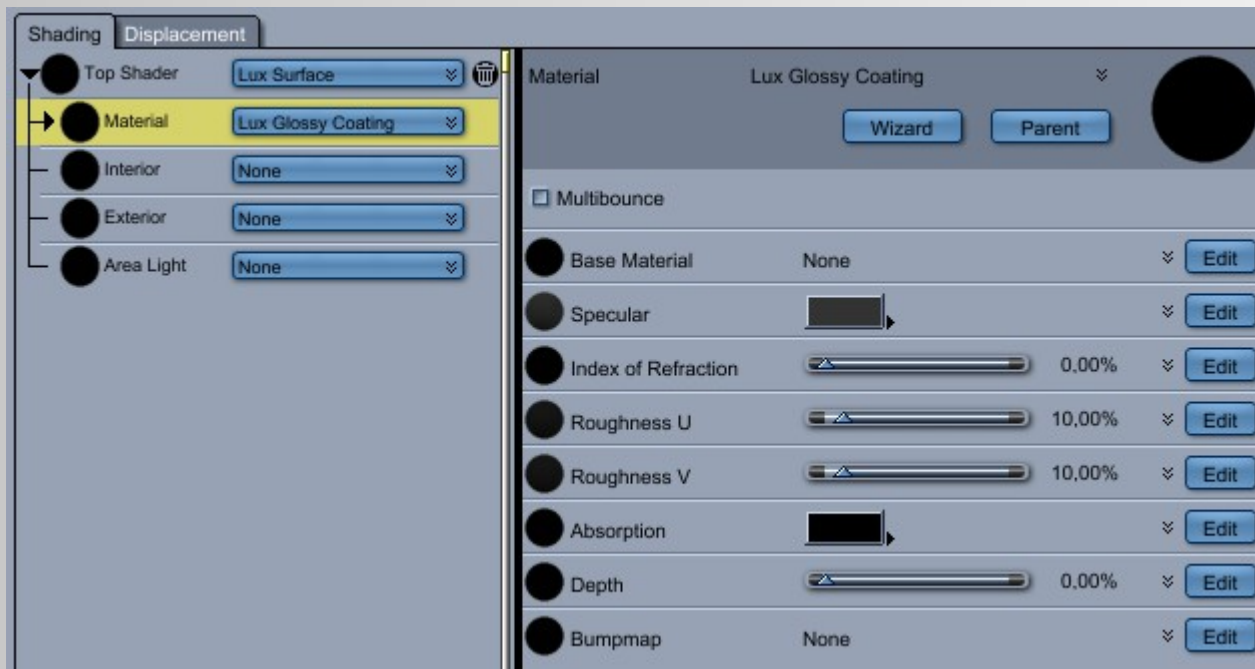 Shading Displacement
Top Shader Lux Surface
Material Lux Glossy Coating
Interior None
Exterior None
Area Light None
Material Lux Glossy Coating
Wizard Parent
Multibounce
Base Material None Edit
Specular Edit
Index of Refraction 0,00% Edit
Roughness U 10,00% Edit
Roughness V 10,00% Edit
Absorption Edit
Depth 0,00% Edit
Bumpmap None Edit